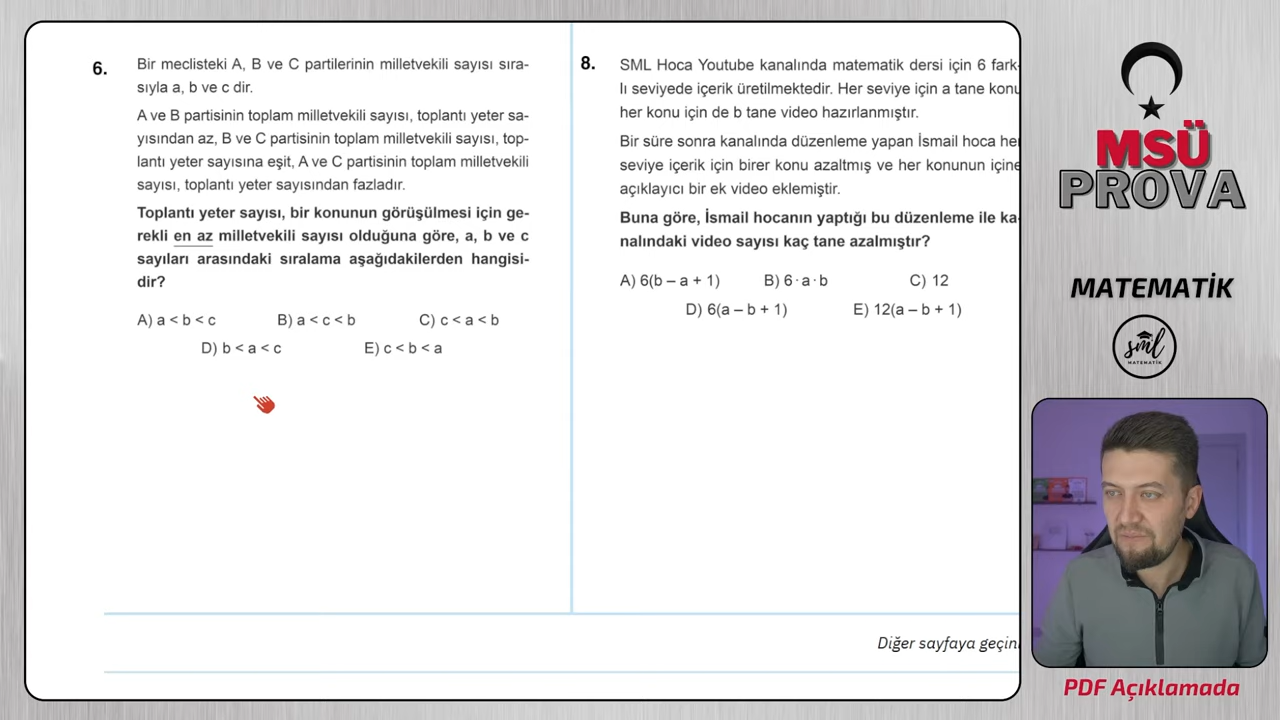 6.
Bir meclisteki A, B ve C partilerinin milletvekili sayısı sıra-
sıyla a, b ve c dir.
A ve B partisinin toplam milletvekili sayısı, toplantı yeter sa-
yısından az, B ve C partisinin toplam milletvekili sayısı, top-
lantı yeter sayısına eşit, A ve C partisinin toplam milletvekili
sayısı, toplantı yeter sayısından fazladır.
Toplantı yeter sayısı, bir konunun görüşülmesi için ge-
rekli en az milletvekili sayısı olduğuna göre, a, b ve c
sayıları arasındaki sıralama aşağıdakilerden hangisi-
dir?
A) a < b < c B) a < c < b C) c < a < b
D) b < a < c E) c < b < a
8.
SML Hoca Youtube kanalında matematik dersi için 6 fark-
lı seviyede içerik üretilmektedir. Her seviye için a tane konu
her konu için de b tane video hazırlanmıştır.
Bir süre sonra kanalında düzenleme yapan İsmail hoca her
seviye içerik için birer konu azaltmış ve her konunun içine
açıklayıcı bir ek video eklemiştir.
Buna göre, İsmail hocanın yaptığı bu düzenleme ile ka-
nalındaki video sayısı kaç tane azalmıştır?
A) 6(b – a + 1) B) 6·a·b C) 12
D) 6(a – b + 1) E) 12(a – b + 1)
Diğer sayfaya geçin
MSÜ
PROVA
MATEMATİK
sml
MATEMATİK
PDF Açıklamada